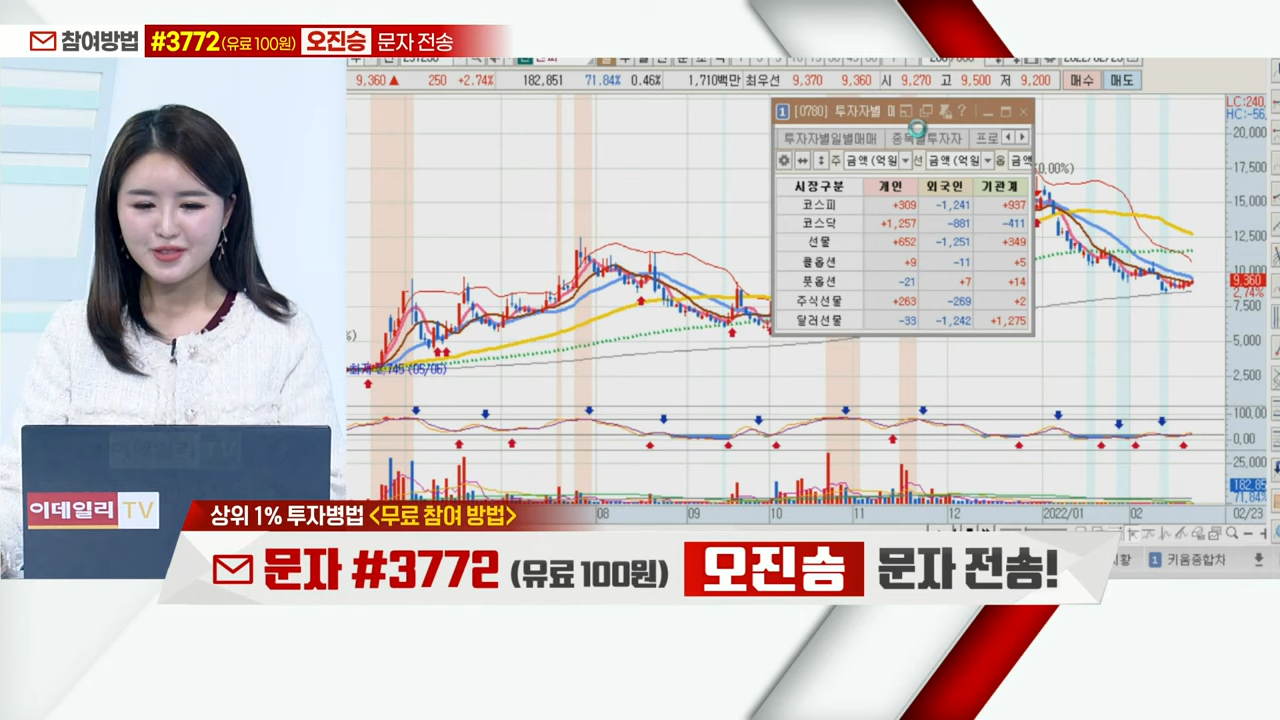 참여방법 #3772 (유료 100원) 오진승 문자 전송
9,360 ▲ 250 +2.74% 182,851 71.84% 0.46% 1,710백만 최우선 9,370 9,360 시 9,270 고 9,500 저 9,200 매수 매도
1 [0780] 투자자별 매
투자자별일별매매 종목별투자자 프로
주 금액(억원) 선 금액(억원) 옵 금액
시장구분 개인 외국인 기관계
코스피 +309 -1,241 +937
코스닥 +1,257 -881 -411
선물 +652 -1,251 +349
콜옵션 +9 -11 +5
풋옵션 -21 +7 +14
주식선물 +263 -269 +2
달러선물 -33 -1,242 +1,275
LC:240,
HC:-56,
20,000
17,500
15,000
12,500
10,000
9,360
2.74%
7,500
5,000
2,500
100,00
0,00
25,000
182,85
71,84%
08 09 10 11 2022/01 02 02/23
이데일리 TV
상위 1% 투자병법 <무료 참여 방법>
문자 #3772 (유료 100원) 오진승 문자 전송!
1 키움종합차